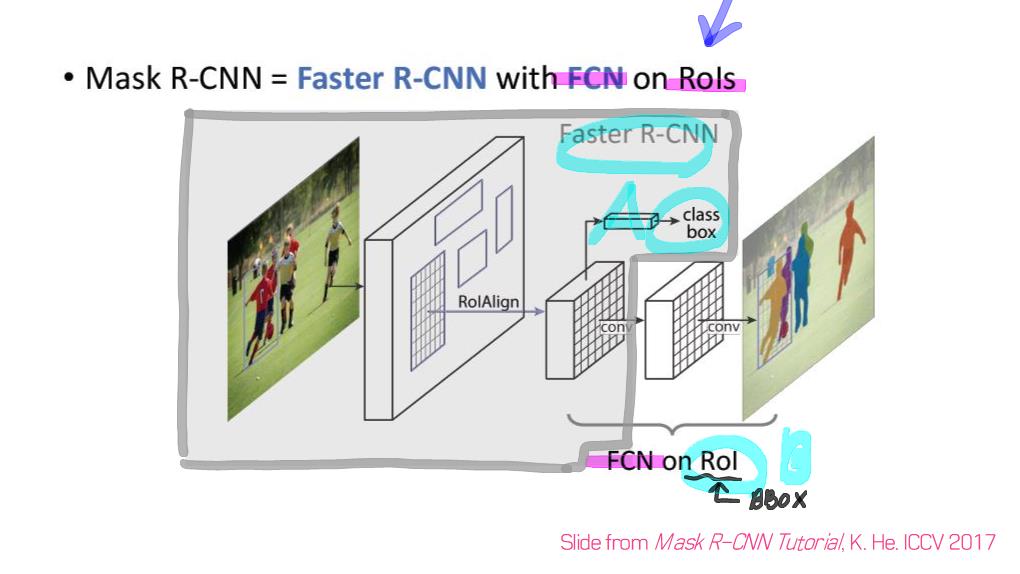 • Mask R-CNN = Faster R-CNN with FCN on RoIs
Faster R-CNN
A
class
box
RoIAlign
conv
conv
FCN on RoI
B
BBOX
Slide from Mask R-CNN Tutorial, K. He. ICCV 2017